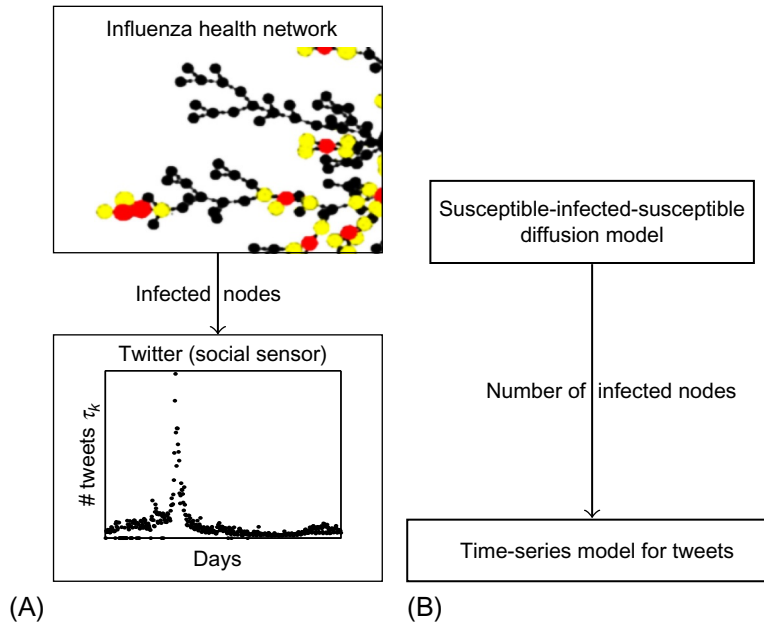 Influenza health network
Infected nodes
Twitter (social sensor)
# tweets τk
Days
(A)
Susceptible-infected-susceptible
diffusion model
Number of infected nodes
Time-series model for tweets
(B)